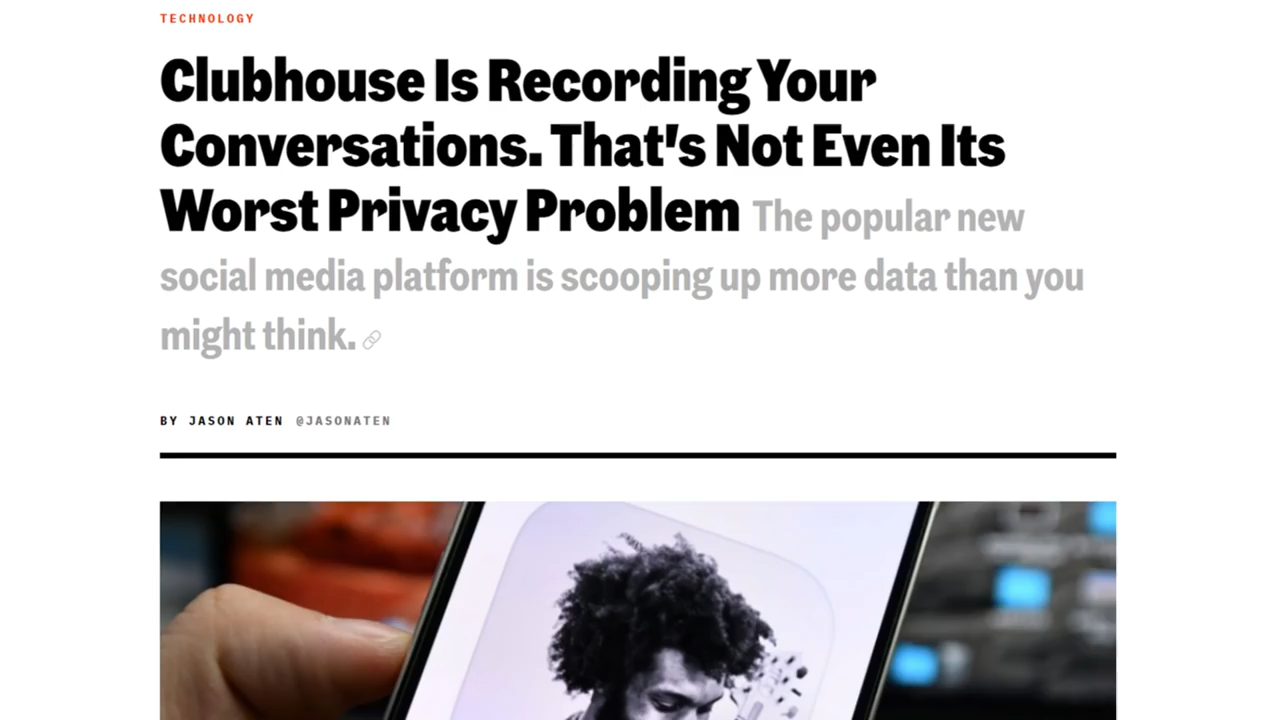 TECHNOLOGY
Clubhouse Is Recording Your
Conversations. That's Not Even Its
Worst Privacy Problem The popular new
social media platform is scooping up more data than you
might think.
BY JASON ATEN @JASONATEN